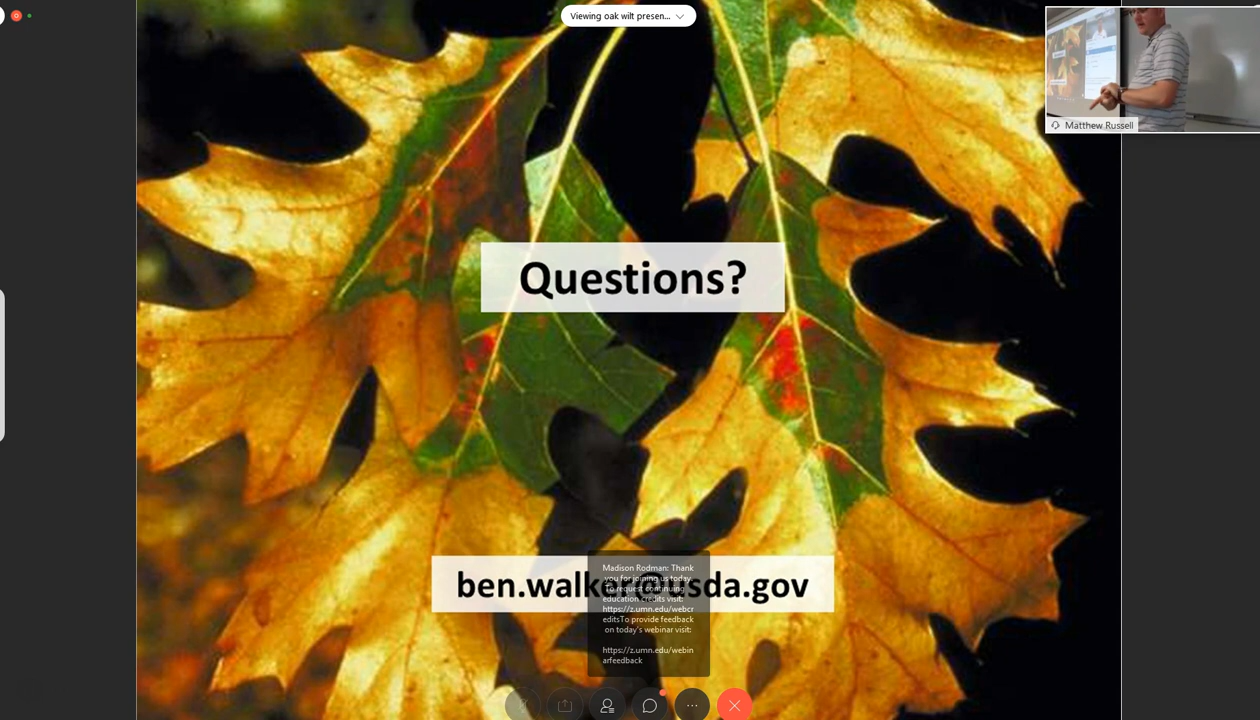 Viewing oak wilt presen...
Matthew Russell
Questions?
ben.walker@usda.gov
Madison Rodman: Thank
you for joining us today.
To request continuing
education credits visit:
https://z.umn.edu/webcr
editsTo provide feedback
on today's webinar visit:
https://z.umn.edu/webin
arfeedback